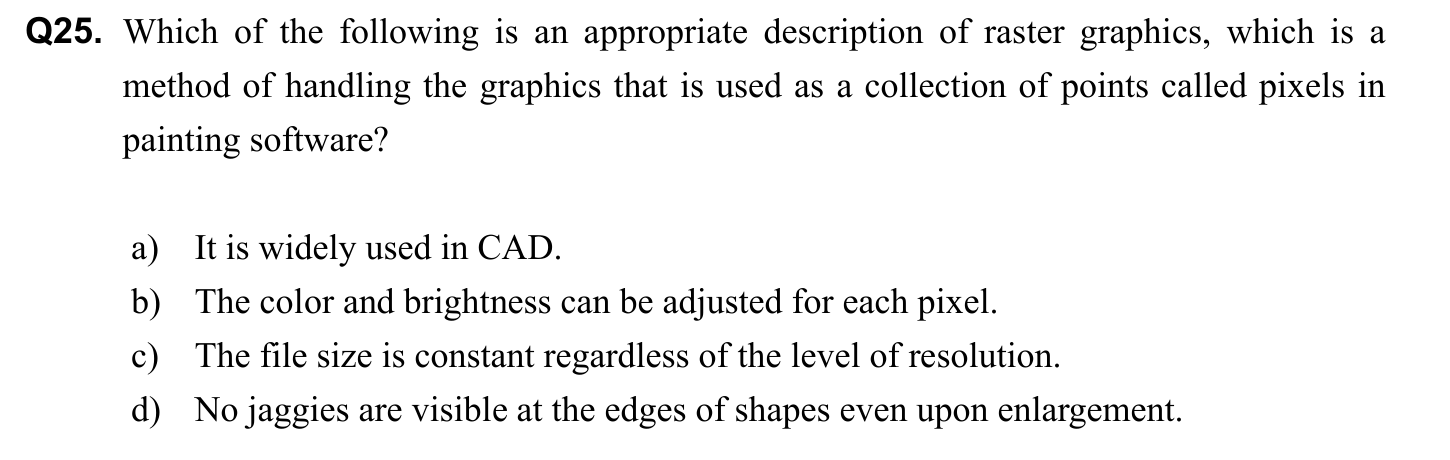 Q25. Which of the following is an appropriate description of raster graphics, which is a
method of handling the graphics that is used as a collection of points called pixels in
painting software?
a) It is widely used in CAD.
b) The color and brightness can be adjusted for each pixel.
c) The file size is constant regardless of the level of resolution.
d) No jaggies are visible at the edges of shapes even upon enlargement.